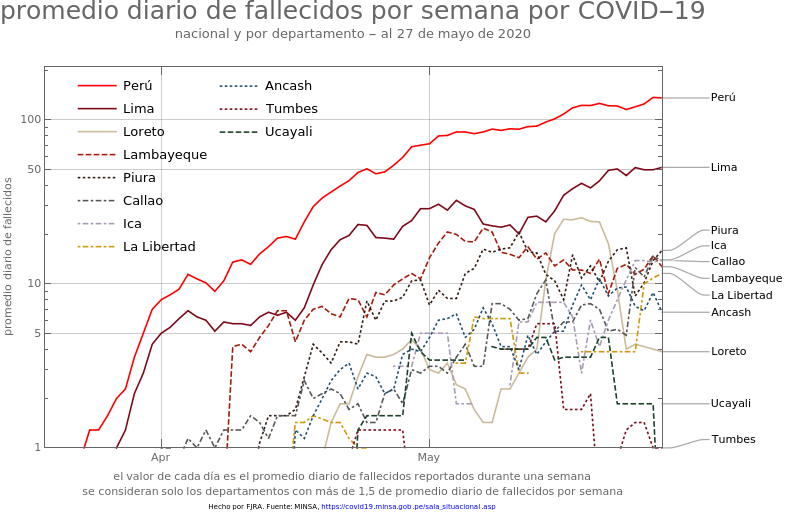 promedio diario de fallecidos por semana por COVID–19
nacional y por departamento – al 27 de mayo de 2020
promedio diario de fallecidos
100
50
10
5
1
Apr
May
Perú
Lima
Loreto
Lambayeque
Piura
Callao
Ica
La Libertad
Ancash
Tumbes
Ucayali
Perú
Lima
Piura
Ica
Callao
Lambayeque
La Libertad
Ancash
Loreto
Ucayali
Tumbes
el valor de cada día es el promedio diario de fallecidos reportados durante una semana
se consideran solo los departamentos con más de 1,5 de promedio diario de fallecidos por semana
Hecho por FJRA. Fuente: MINSA, https://covid19.minsa.gob.pe/sala_situacional.asp